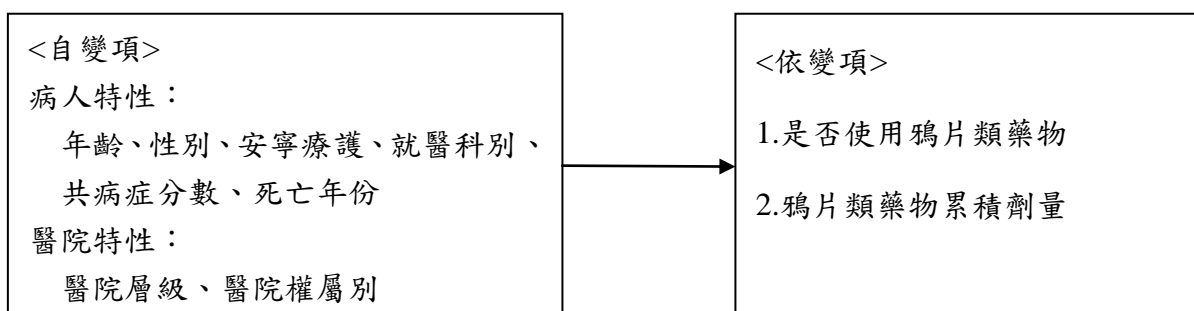 <自變項>
病人特性：
年齡、性別、安寧療護、就醫科別、
共病症分數、死亡年份
醫院特性：
醫院層級、醫院權屬別
<依變項>
1.是否使用鴉片類藥物
2.鴉片類藥物累積劑量